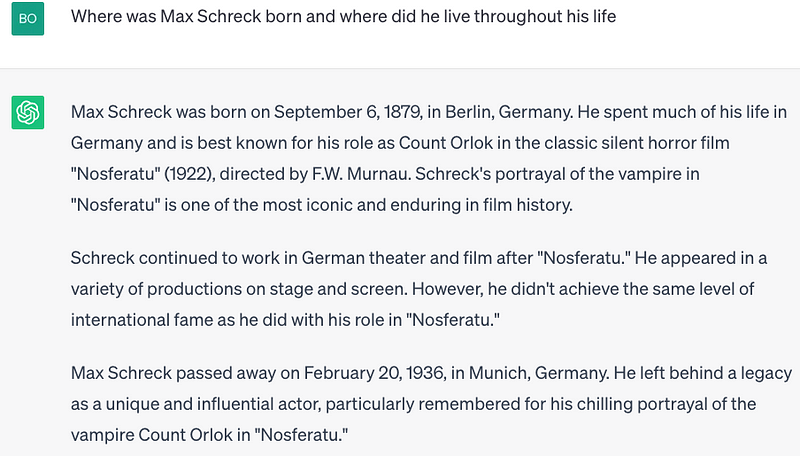 BO
Where was Max Schreck born and where did he live throughout his life
Max Schreck was born on September 6, 1879, in Berlin, Germany. He spent much of his life in
Germany and is best known for his role as Count Orlok in the classic silent horror film
"Nosferatu" (1922), directed by F.W. Murnau. Schreck's portrayal of the vampire in
"Nosferatu" is one of the most iconic and enduring in film history.
Schreck continued to work in German theater and film after "Nosferatu." He appeared in a
variety of productions on stage and screen. However, he didn't achieve the same level of
international fame as he did with his role in "Nosferatu."
Max Schreck passed away on February 20, 1936, in Munich, Germany. He left behind a legacy
as a unique and influential actor, particularly remembered for his chilling portrayal of the
vampire Count Orlok in "Nosferatu."